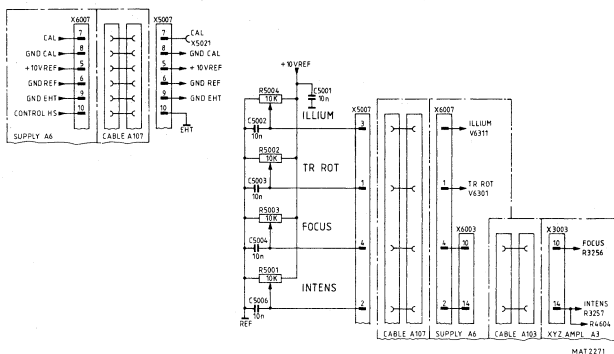 X6007
X5007
CAL
7
7
CAL
X5021
GND CAL
8
8
GND CAL
+10VREF
5
5
+10VREF
GND REF
6
6
GND REF
GND EHT
9
9
GND EHT
CONTROL HS
10
10
EHT
SUPPLY A6
CABLE A107
+10VREF
C5001
10n
R5004
10K
ILLIUM
C5002
10n
R5002
10K
TR ROT
C5003
10n
R5003
10K
FOCUS
C5004
10n
R5001
10K
INTENS
C5006
10n
REF
X5007
X6007
3
3
ILLIUM
V6311
1
1
TR ROT
V6301
X6003
X3003
4
4
10
10
FOCUS
R3256
2
2
14
14
INTENS
R3257
R4604
CABLE A107
SUPPLY A6
CABLE A103
XYZ AMPL. A3
MAT2271